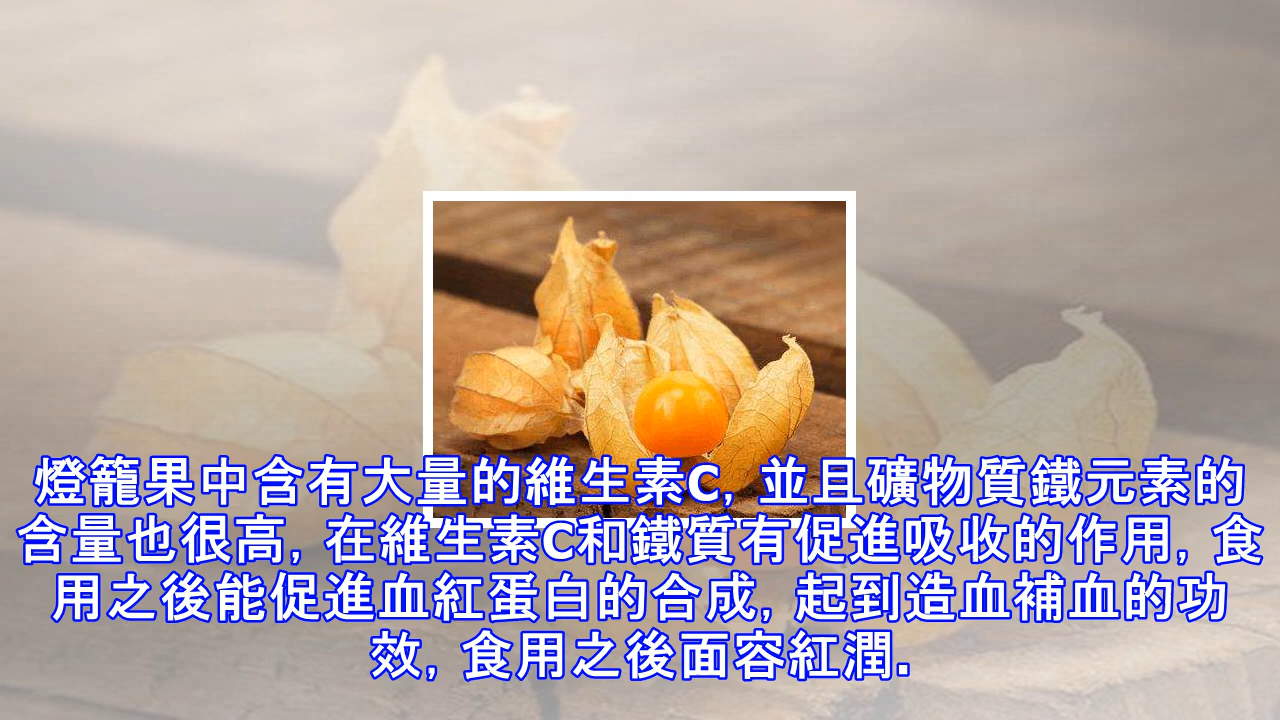 燈籠果中含有大量的維生素C, 並且礦物質鐵元素的
含量也很高, 在維生素C和鐵質有促進吸收的作用, 食
用之後能促進血紅蛋白的合成, 起到造血補血的功
效, 食用之後面容紅潤.